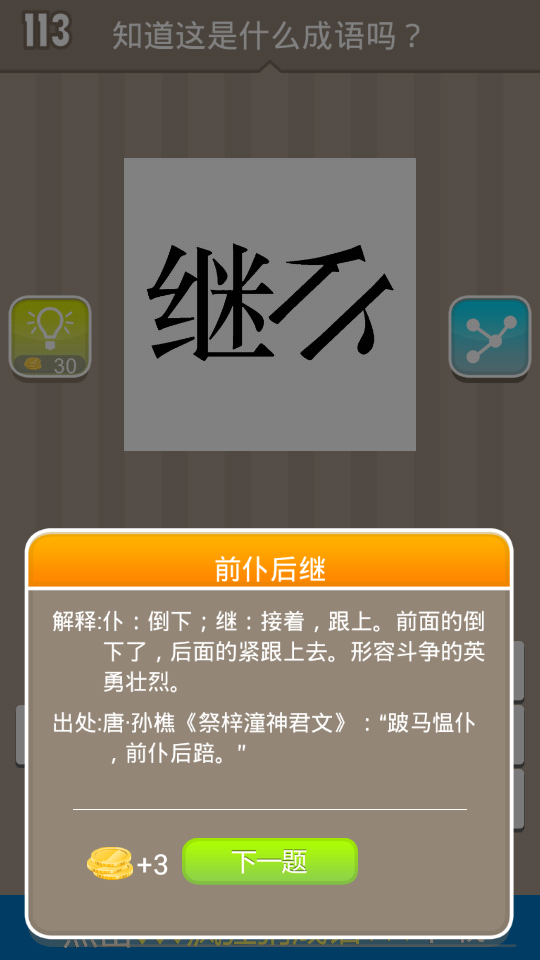 113
知道这是什么成语吗？
继仆
30
前仆后继
解释:仆：倒下；继：接着，跟上。前面的倒
下了，后面的紧跟上去。形容斗争的英
勇壮烈。
出处:唐·孙樵《祭梓潼神君文》：“跛马愠仆
，前仆后踣。”
+3
下一题